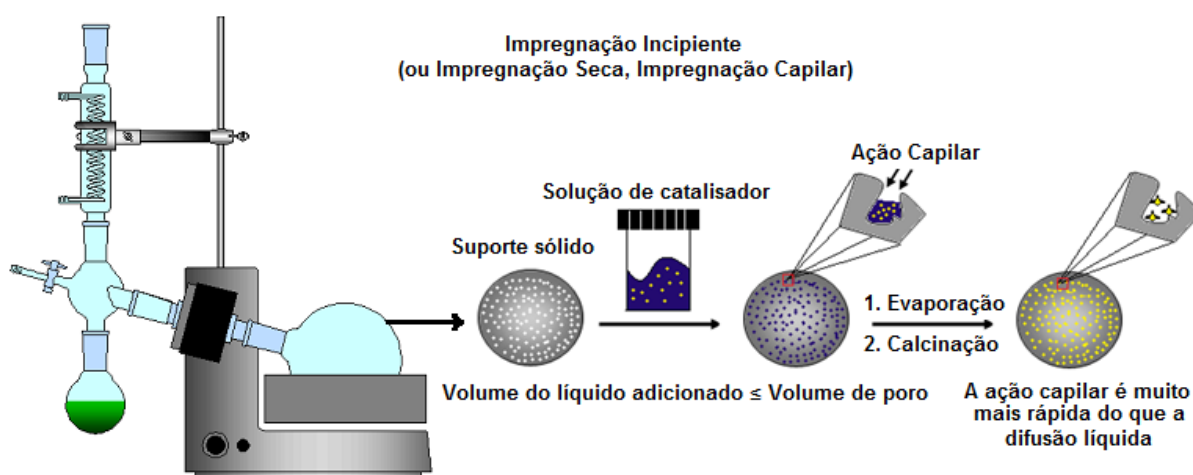 Impregnação Incipiente
(ou Impregnação Seca, Impregnação Capilar)
Ação Capilar
Solução de catalisador
Suporte sólido
1. Evaporação
2. Calcinação
Volume do líquido adicionado ≤ Volume de poro
A ação capilar é muito
mais rápida do que a
difusão líquida